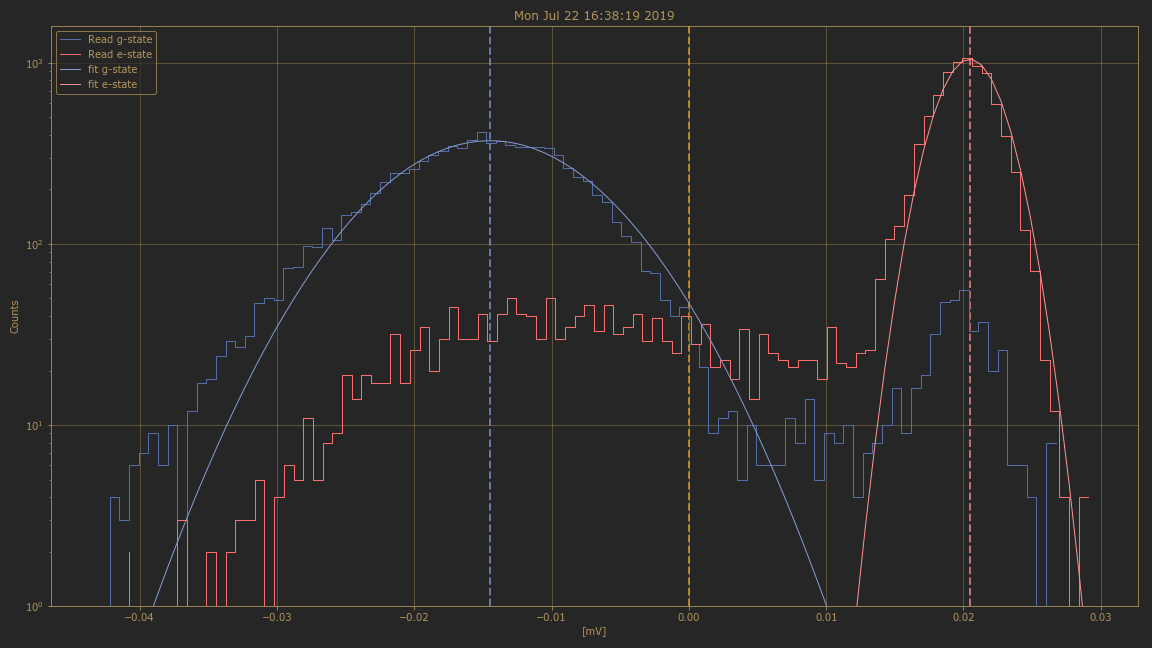 Mon Jul 22 16:38:19 2019
Read g-state
Read e-state
fit g-state
fit e-state
10³
10²
10¹
10⁰
Counts
−0.04 −0.03 −0.02 −0.01 0.00 0.01 0.02 0.03
[mV]